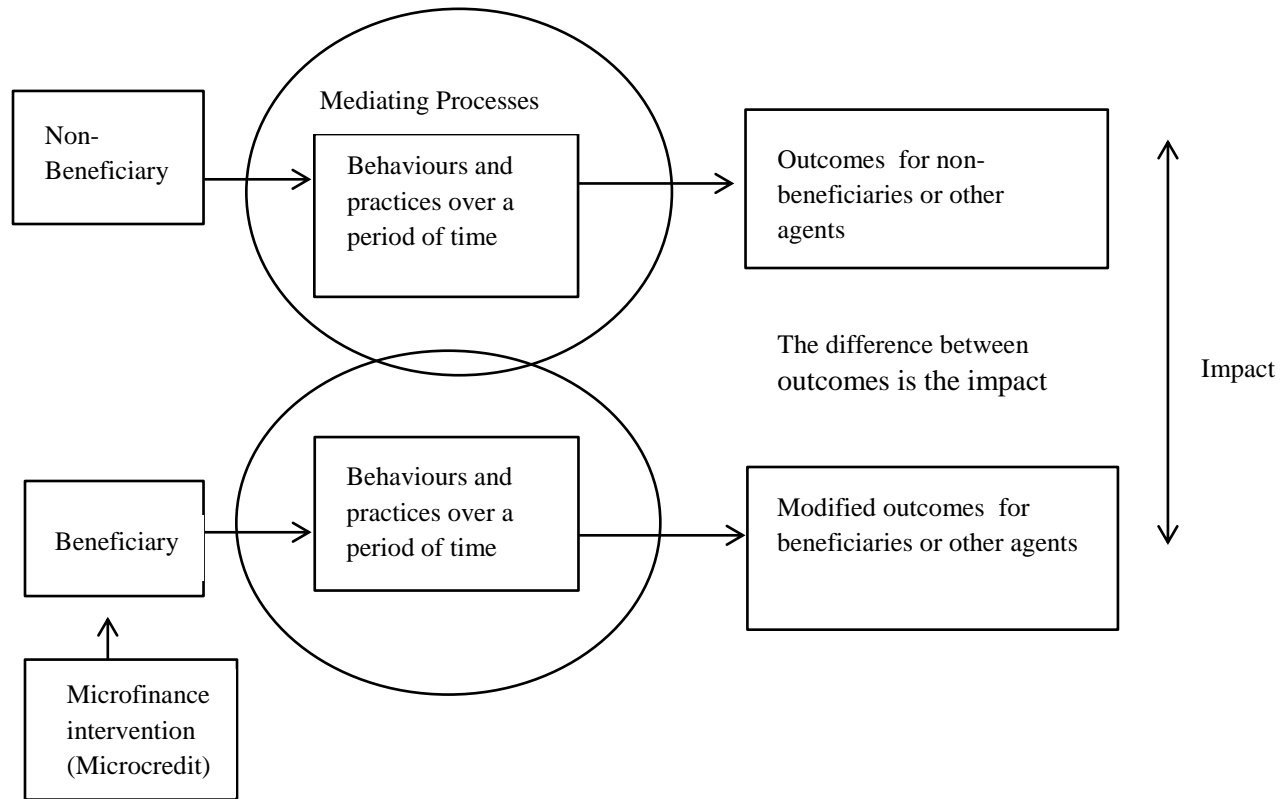 Mediating Processes
Non-
Beneficiary
Behaviours and
practices over a
period of time
Outcomes for non-
beneficiaries or other
agents
The difference between
outcomes is the impact
Impact
Beneficiary
Behaviours and
practices over a
period of time
Modified outcomes for
beneficiaries or other agents
Microfinance
intervention
(Microcredit)